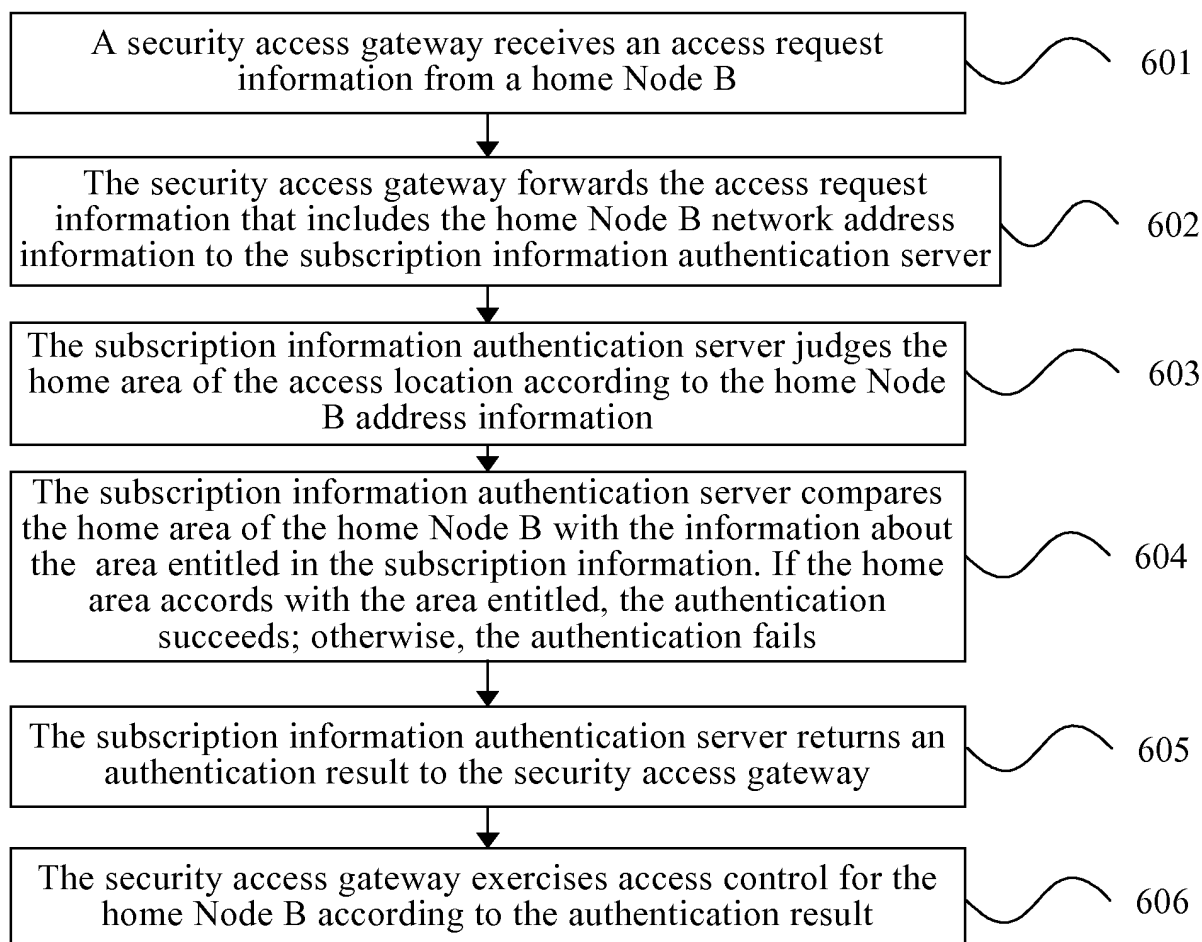 A security access gateway receives an access request
information from a home Node B
601
The security access gateway forwards the access request
information that includes the home Node B network address
information to the subscription information authentication server
602
The subscription information authentication server judges the
home area of the access location according to the home Node
B address information
603
The subscription information authentication server compares
the home area of the home Node B with the information about
the area entitled in the subscription information. If the home
area accords with the area entitled, the authentication
succeeds; otherwise, the authentication fails
604
The subscription information authentication server returns an
authentication result to the security access gateway
605
The security access gateway exercises access control for the
home Node B according to the authentication result
606